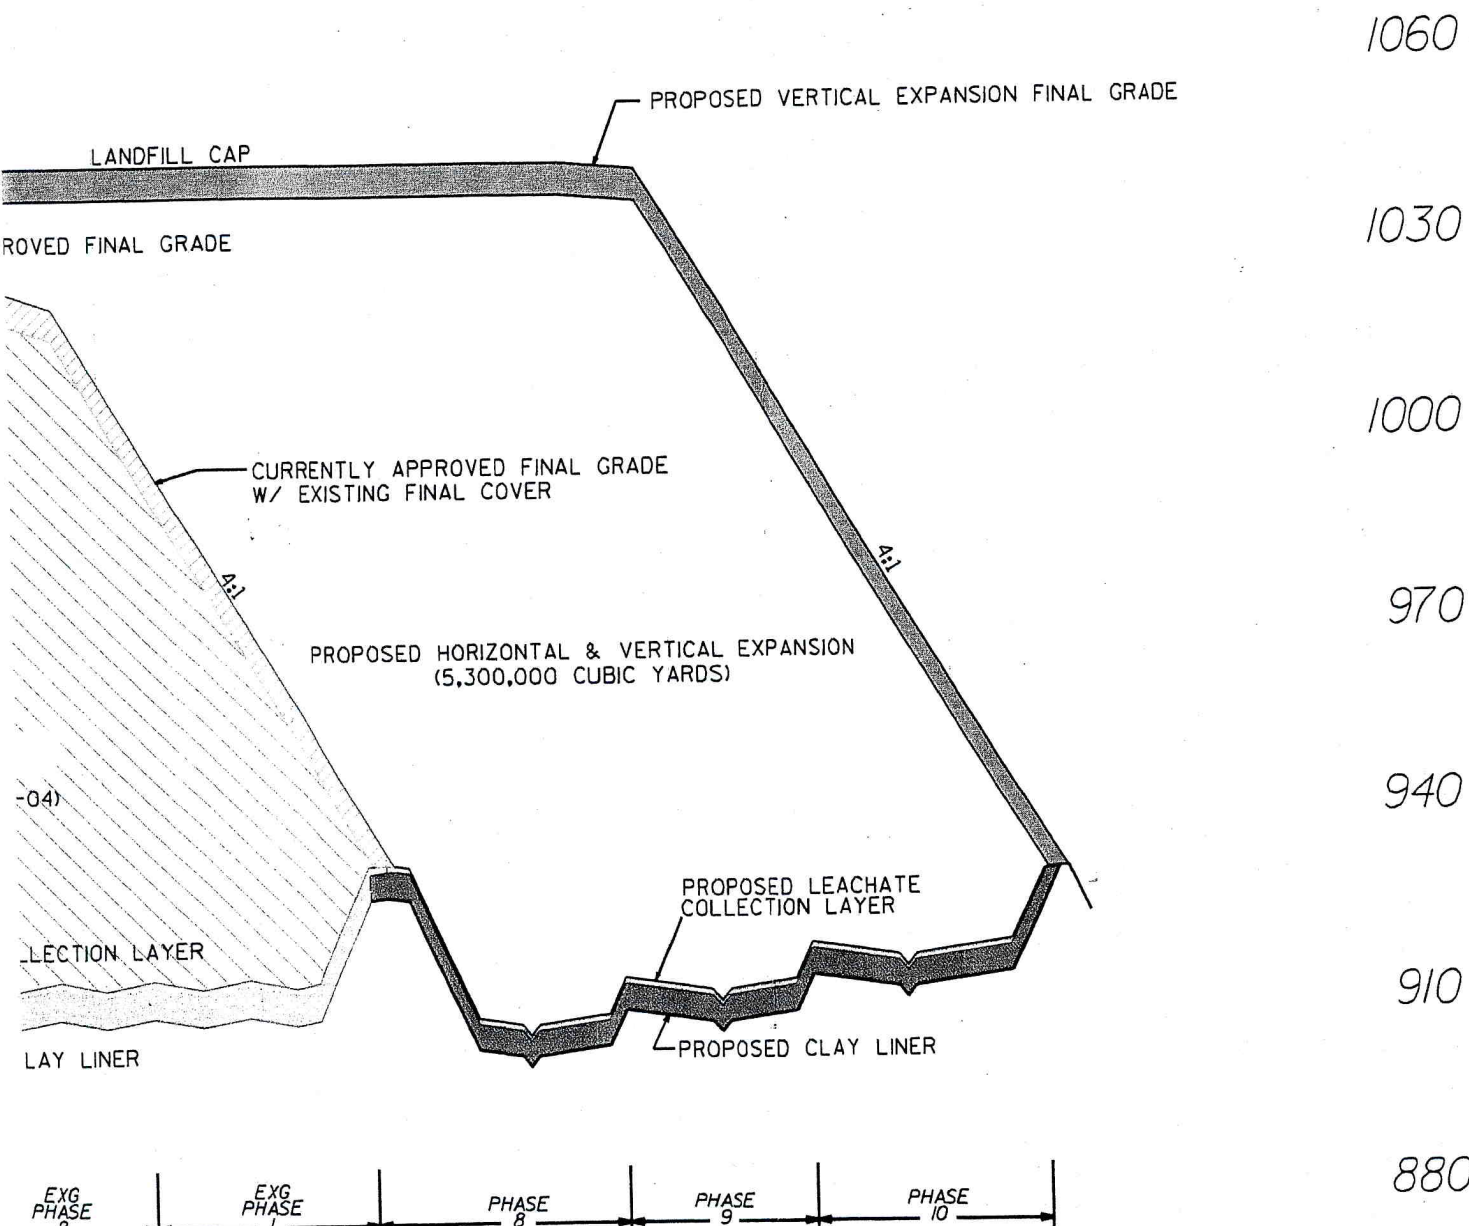 1060
PROPOSED VERTICAL EXPANSION FINAL GRADE
LANDFILL CAP
1030
ROVED FINAL GRADE
1000
CURRENTLY APPROVED FINAL GRADE
W/ EXISTING FINAL COVER
4:1
4:1
970
PROPOSED HORIZONTAL & VERTICAL EXPANSION
(5,300,000 CUBIC YARDS)
940
-04)
PROPOSED LEACHATE
COLLECTION LAYER
LLECTION LAYER
910
PROPOSED CLAY LINER
LAY LINER
880
EXG
PHASE
EXG
PHASE
1
PHASE
8
PHASE
9
PHASE
10